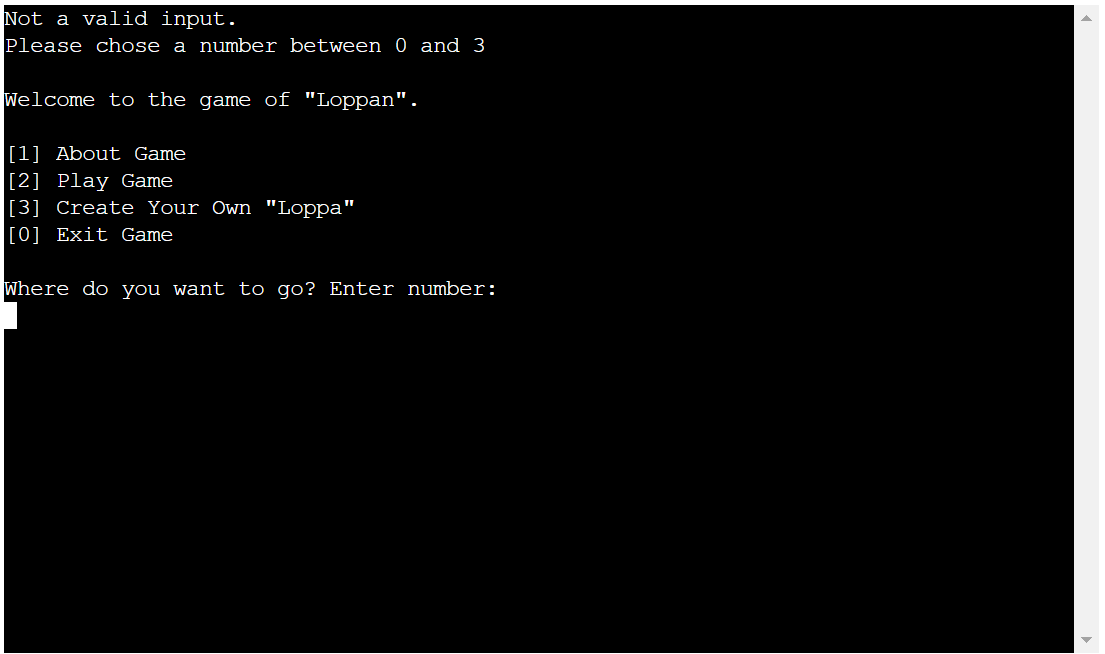 Not a valid input.
Please chose a number between 0 and 3
Welcome to the game of "Loppan".
[1] About Game
[2] Play Game
[3] Create Your Own "Loppa"
[0] Exit Game
Where do you want to go? Enter number: